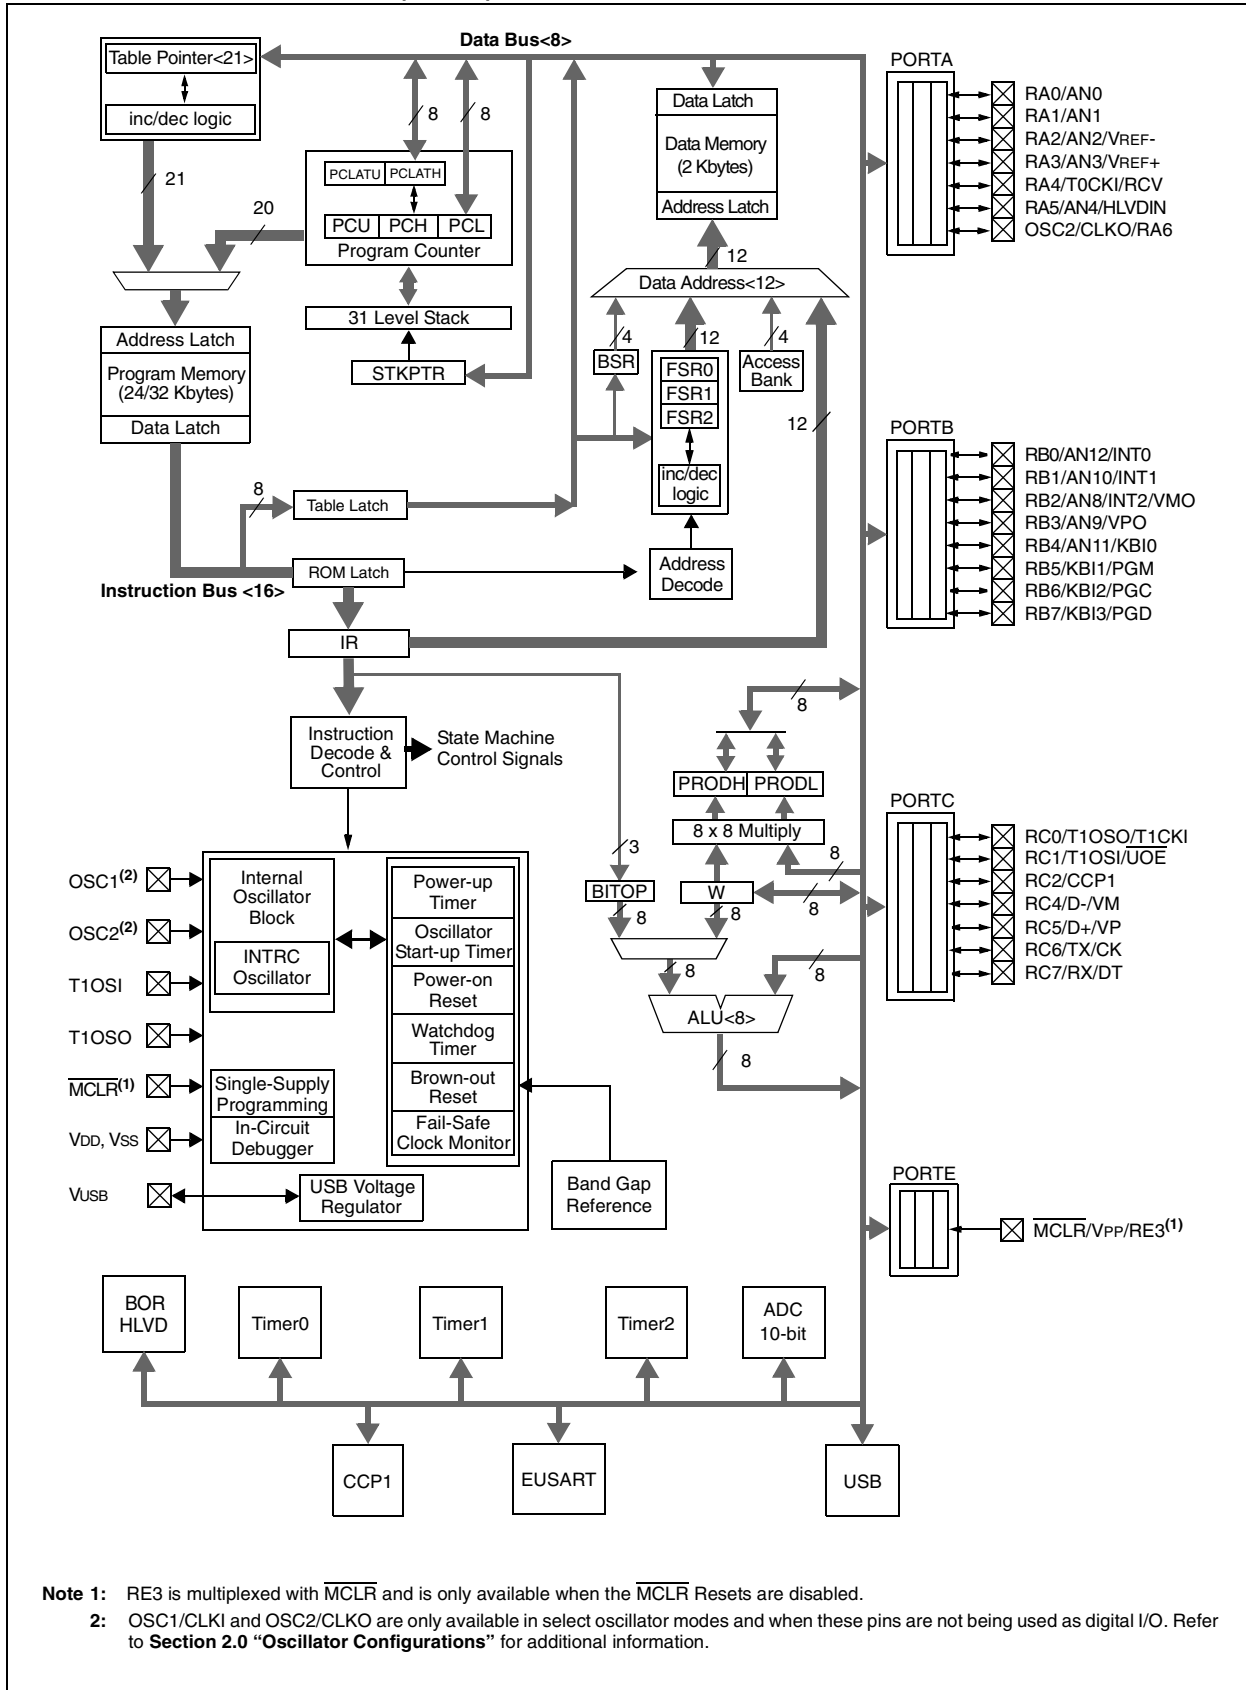 Data Bus<8>
Table Pointer<21>
inc/dec logic
21
20
8
8
PCLATU PCLATH
PCU PCH PCL
Program Counter
31 Level Stack
STKPTR
Address Latch
Program Memory
(24/32 Kbytes)
Data Latch
8
Table Latch
ROM Latch
Instruction Bus <16>
IR
Data Latch
Data Memory
(2 Kbytes)
Address Latch
12
Data Address<12>
4
12
4
BSR
FSR0
FSR1
FSR2
inc/dec
logic
Access
Bank
12
Address
Decode
Instruction
Decode &
Control
State Machine
Control Signals
8
PRODH PRODL
8 x 8 Multiply
3
8
BITOP
W
8
8
8
8
8
ALU<8>
8
OSC1(2)
OSC2(2)
T1OSI
T1OSO
MCLR(1)
VDD, VSS
VUSB
Internal
Oscillator
Block
INTRC
Oscillator
Power-up
Timer
Oscillator
Start-up Timer
Power-on
Reset
Watchdog
Timer
Brown-out
Reset
Fail-Safe
Clock Monitor
Single-Supply
Programming
In-Circuit
Debugger
USB Voltage
Regulator
Band Gap
Reference
PORTA
RA0/AN0
RA1/AN1
RA2/AN2/VREF-
RA3/AN3/VREF+
RA4/T0CKI/RCV
RA5/AN4/HLVDIN
OSC2/CLKO/RA6
PORTB
RB0/AN12/INT0
RB1/AN10/INT1
RB2/AN8/INT2/VMO
RB3/AN9/VPO
RB4/AN11/KBI0
RB5/KBI1/PGM
RB6/KBI2/PGC
RB7/KBI3/PGD
PORTC
RC0/T1OSO/T1CKI
RC1/T1OSI/UOE
RC2/CCP1
RC4/D-/VM
RC5/D+/VP
RC6/TX/CK
RC7/RX/DT
PORTE
MCLR/VPP/RE3(1)
BOR
HLVD
Timer0
Timer1
Timer2
ADC
10-bit
CCP1
EUSART
USB
Note 1: RE3 is multiplexed with MCLR and is only available when the MCLR Resets are disabled.
2: OSC1/CLKI and OSC2/CLKO are only available in select oscillator modes and when these pins are not being used as digital I/O. Refer
to Section 2.0 “Oscillator Configurations” for additional information.